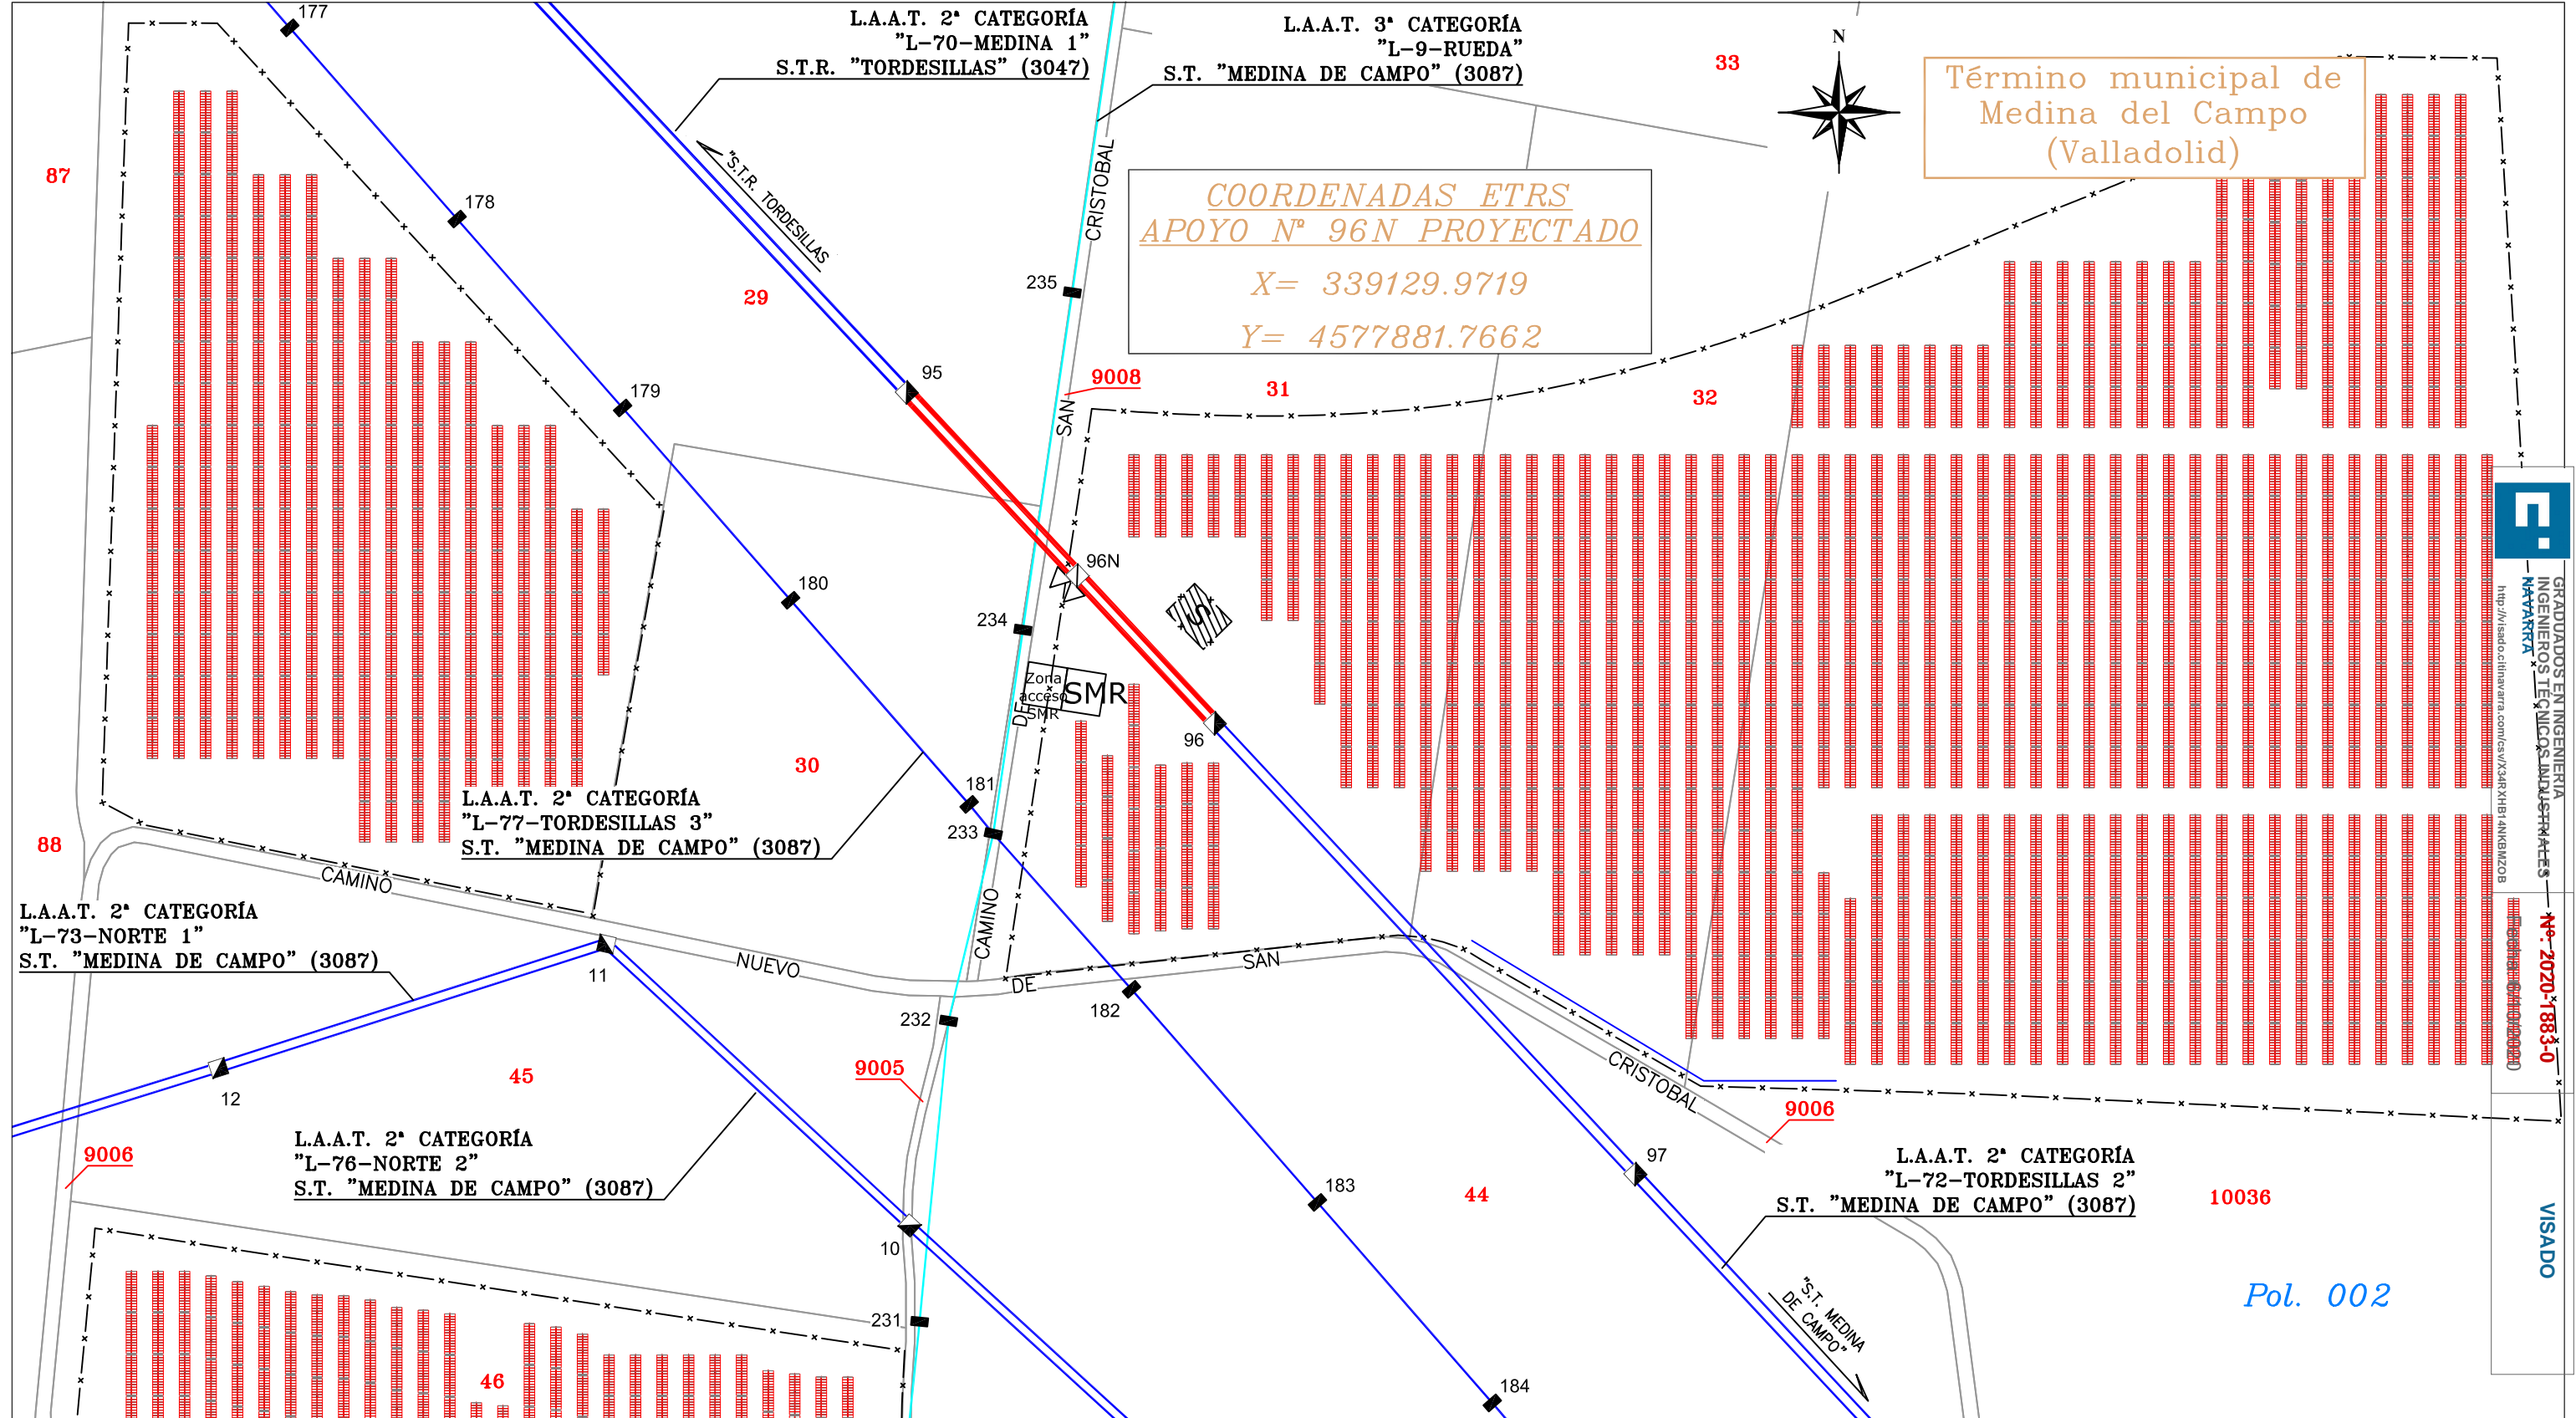 177
L.A.A.T. 2ª CATEGORÍA
"L-70-MEDINA 1"
S.T.R. "TORDESILLAS" (3047)
L.A.A.T. 3ª CATEGORÍA
"L-9-RUEDA"
S.T. "MEDINA DE CAMPO" (3087)
33
N
Término municipal de
Medina del Campo
(Valladolid)
87
178
"S.T.R. TORDESILLAS
CRISTOBAL
COORDENADAS ETRS
APOYO Nº 96N PROYECTADO
X= 339129.9719
Y= 4577881.7662
235
29
95
9008
31
32
179
SAN
96N
180
234
S
Zona
acceso
SMR
SMR
DE
96
30
181
233
L.A.A.T. 2ª CATEGORÍA
"L-77-TORDESILLAS 3"
S.T. "MEDINA DE CAMPO" (3087)
88
CAMINO
L.A.A.T. 2ª CATEGORÍA
"L-73-NORTE 1"
S.T. "MEDINA DE CAMPO" (3087)
11
NUEVO
CAMINO
DE
SAN
CRISTOBAL
182
232
9005
45
12
9006
9006
L.A.A.T. 2ª CATEGORÍA
"L-76-NORTE 2"
S.T. "MEDINA DE CAMPO" (3087)
10
183
44
97
L.A.A.T. 2ª CATEGORÍA
"L-72-TORDESILLAS 2"
S.T. "MEDINA DE CAMPO" (3087)
10036
231
46
184
"S.T. MEDINA
DE CAMPO"
Pol. 002
GRADUADOS EN INGENIERIA
INGENIEROS TÉCNICOS INDUSTRIALES
NAVARRA
Nº: 2020-1883-0
VISADO